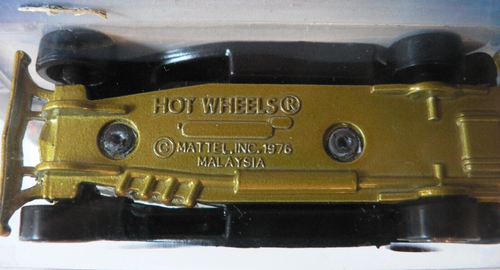 HOT WHEELS®
© MATTEL, INC. 1976
MALAYSIA